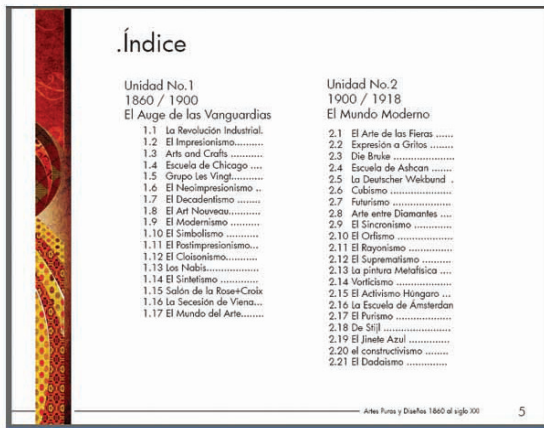 .Índice
Unidad No.1
1860 / 1900
El Auge de las Vanguardias
1.1 La Revolución Industrial.
1.2 El Impresionismo..........
1.3 Arts and Crafts ...........
1.4 Escuela de Chicago ....
1.5 Grupo Les Vingt...........
1.6 El Neoimpresionismo ..
1.7 El Decadentismo ........
1.8 El Art Nouveau...........
1.9 El Modernismo ...........
1.10 El Simbolismo ...........
1.11 El Postimpresionismo...
1.12 El Cloisonismo...........
1.13 Los Nabis..................
1.14 El Sintetismo .............
1.15 Salón de la Rose+Croix
1.16 La Secesión de Viena...
1.17 El Mundo del Arte........
Unidad No.2
1900 / 1918
El Mundo Moderno
2.1 El Arte de las Fieras ......
2.2 Expresión a Gritos ........
2.3 Die Bruke ....................
2.4 Escuela de Ashcan .......
2.5 La Deutscher Wekbund .
2.6 Cubismo .....................
2.7 Futurismo ....................
2.8 Arte entre Diamantes ....
2.9 El Sincronismo .............
2.10 El Orfismo .................
2.11 El Rayonismo .............
2.12 El Suprematismo .........
2.13 La pintura Metafísica ....
2.14 Vorticismo .................
2.15 El Activismo Húngaro ...
2.16 La Escuela de Ámsterdan
2.17 El Purismo .................
2.18 De Stijl ......................
2.19 El Jinete Azul ..............
2.20 el constructivismo ........
2.21 El Dadaismo ..............
Artes Puras y Diseños 1860 al siglo XXI
5